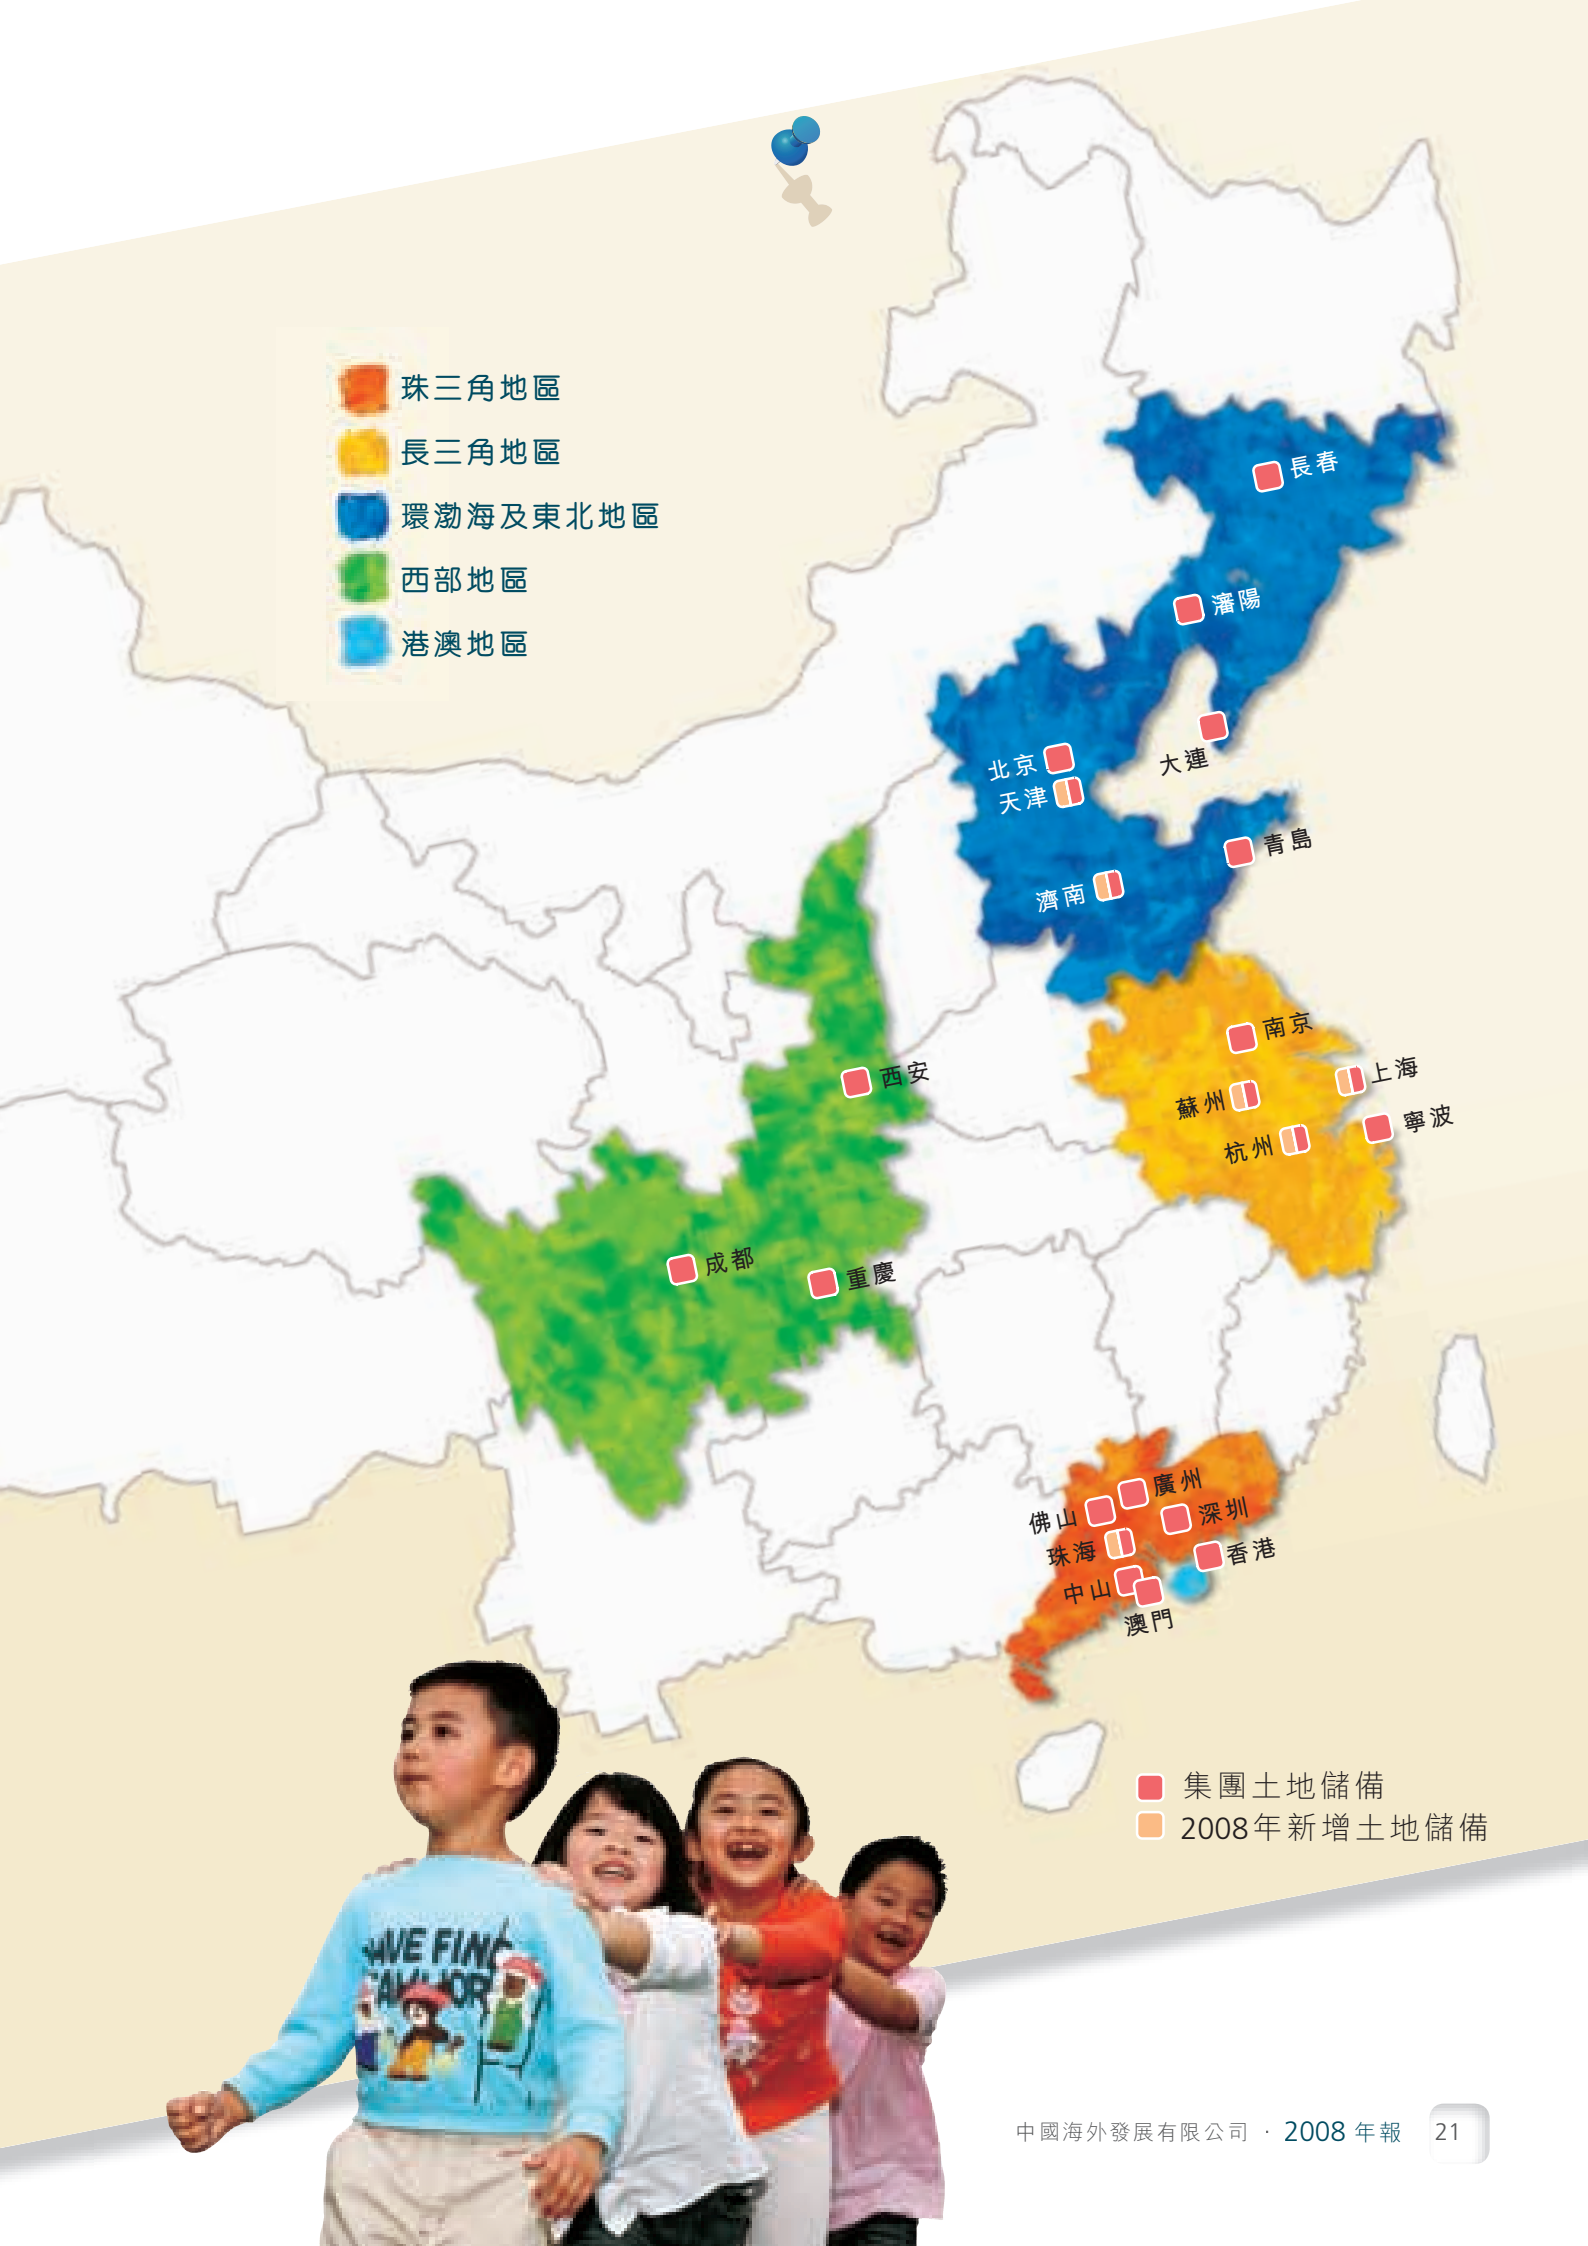 珠三角地區
長三角地區
環渤海及東北地區
西部地區
港澳地區
長春
瀋陽
大連
北京
天津
青島
濟南
南京
上海
蘇州
寧波
杭州
西安
成都
重慶
廣州
佛山
深圳
珠海
香港
中山
澳門
集團土地儲備
2008年新增土地儲備
AVE FIN
中國海外發展有限公司 · 2008 年報 21